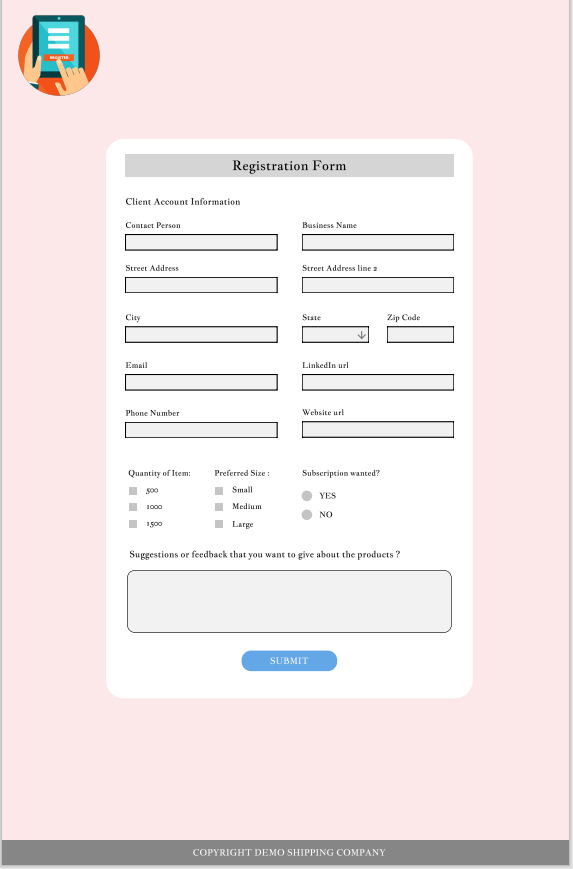 REGISTER
Registration Form
Client Account Information
Contact Person
Business Name
Street Address
Street Address line 2
City
State
Zip Code
Email
LinkedIn url
Phone Number
Website url
Quantity of Item:
500
1000
1500
Preferred Size :
Small
Medium
Large
Subscription wanted?
YES
NO
Suggestions or feedback that you want to give about the products ?
SUBMIT
COPYRIGHT DEMO SHIPPING COMPANY